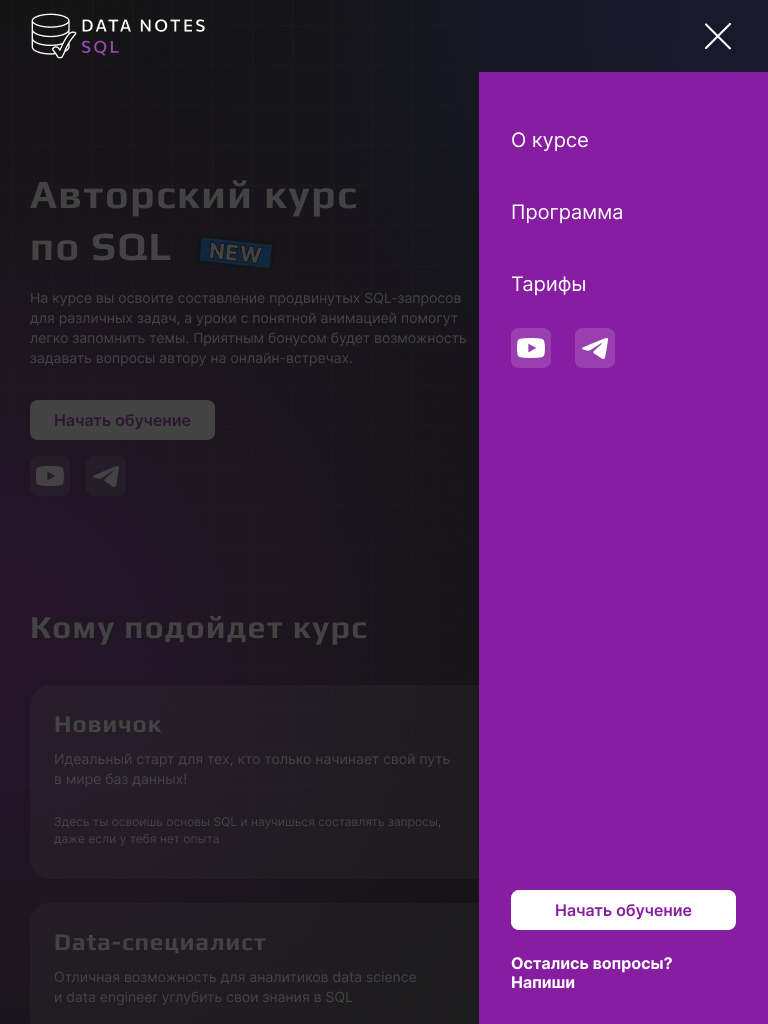 DATA NOTES
SQL
Авторский курс
по SQL NEW
На курсе вы освоите составление продвинутых SQL-запросов
для различных задач, а уроки с понятной анимацией помогут
легко запомнить темы. Приятным бонусом будет возможность
задавать вопросы автору на онлайн-встречах.
Начать обучение
Кому подойдет курс
Новичок
Идеальный старт для тех, кто только начинает свой путь
в мире баз данных!
Здесь ты освоишь основы SQL и научишься составлять запросы,
даже если у тебя нет опыта
Data-специалист
Отличная возможность для аналитиков data science
и data engineer углубить свои знания в SQL
О курсе
Программа
Тарифы
Начать обучение
Остались вопросы?
Напиши